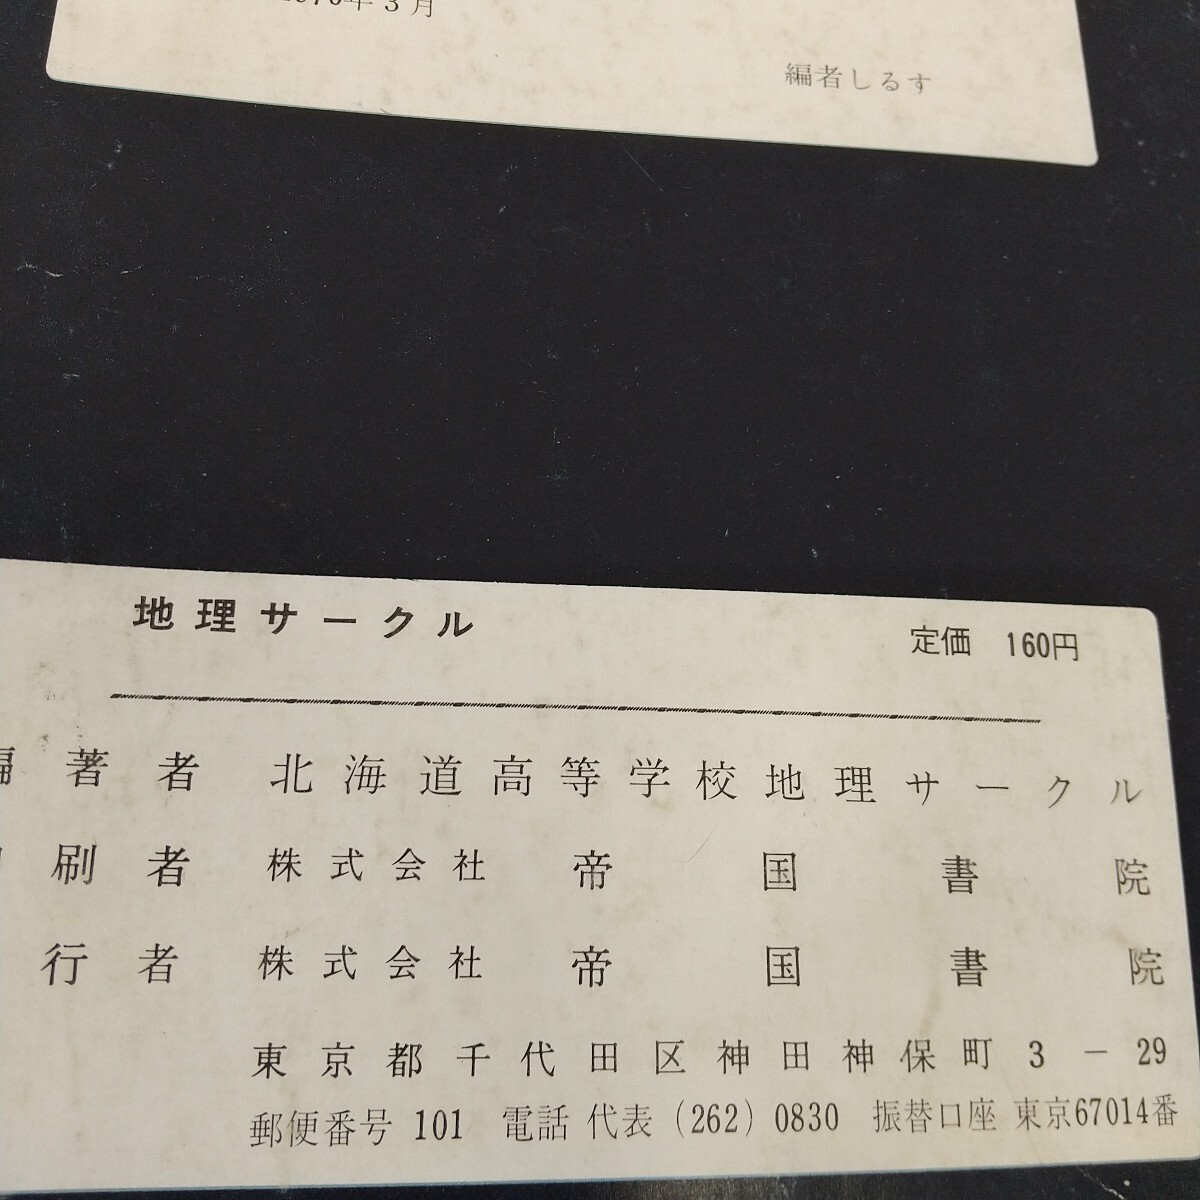 年3月
編者しるす
地理サークル
定価 160円
編著者 北海道高等学校地理サークル
刷者 株式会社 帝国書院
行者 株式会社 帝国書院
東京都千代田区神田神保町3-29
郵便番号 101 電話 代表 (262) 0830 振替口座 東京67014番